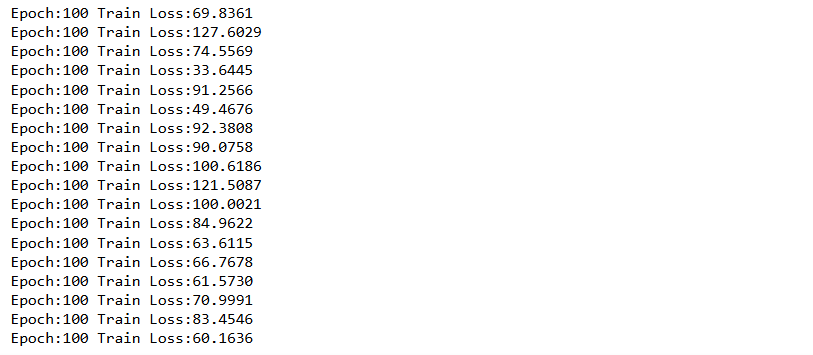 Epoch:100 Train Loss:69.8361
Epoch:100 Train Loss:127.6029
Epoch:100 Train Loss:74.5569
Epoch:100 Train Loss:33.6445
Epoch:100 Train Loss:91.2566
Epoch:100 Train Loss:49.4676
Epoch:100 Train Loss:92.3808
Epoch:100 Train Loss:90.0758
Epoch:100 Train Loss:100.6186
Epoch:100 Train Loss:121.5087
Epoch:100 Train Loss:100.0021
Epoch:100 Train Loss:84.9622
Epoch:100 Train Loss:63.6115
Epoch:100 Train Loss:66.7678
Epoch:100 Train Loss:61.5730
Epoch:100 Train Loss:70.9991
Epoch:100 Train Loss:83.4546
Epoch:100 Train Loss:60.1636